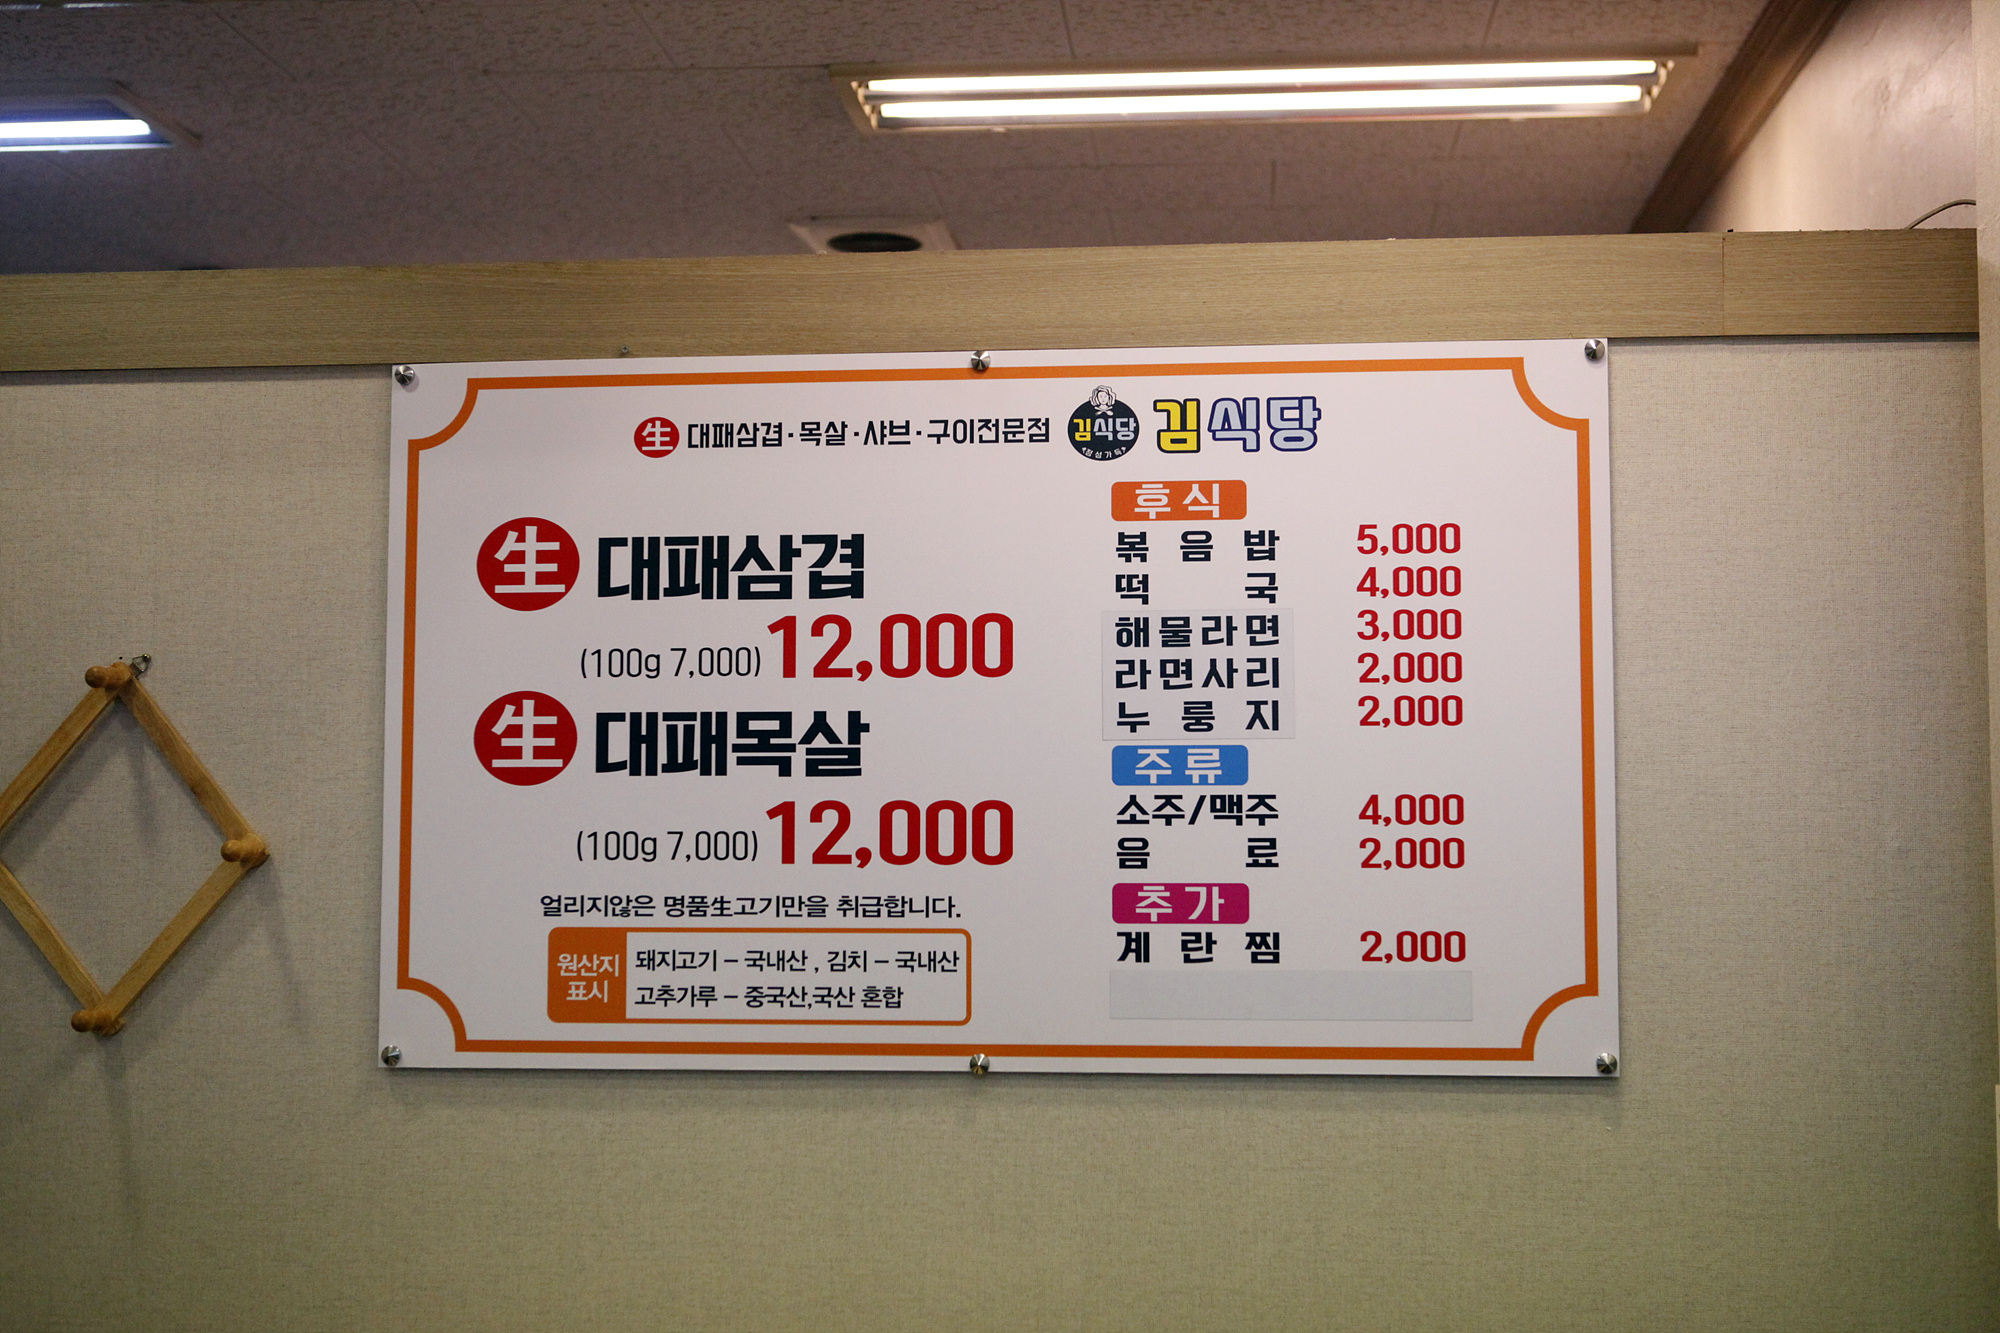 生 대패삼겹·목살·샤브·구이전문점 김식당 정성가득 김식당
生 대패삼겹
(100g 7,000) 12,000
生 대패목살
(100g 7,000) 12,000
얼리지않은 명품生고기만을 취급합니다.
원산지
표시
돼지고기 – 국내산 , 김치 – 국내산
고추가루 – 중국산,국산 혼합
후식
볶음밥 5,000
떡국 4,000
해물라면 3,000
라면사리 2,000
누룽지 2,000
주류
소주/맥주 4,000
음료 2,000
추가
계란찜 2,000